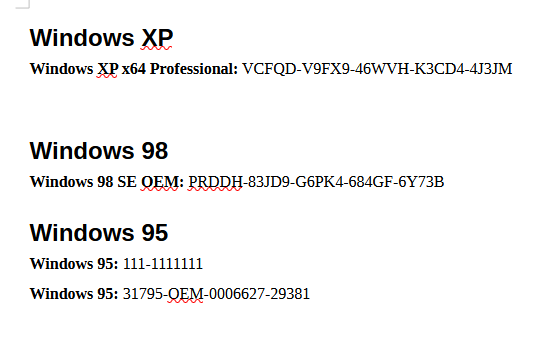 Windows XP
Windows XP x64 Professional: VCFQD-V9FX9-46WVH-K3CD4-4J3JM
Windows 98
Windows 98 SE OEM: PRDDH-83JD9-G6PK4-684GF-6Y73B
Windows 95
Windows 95: 111-1111111
Windows 95: 31795-OEM-0006627-29381